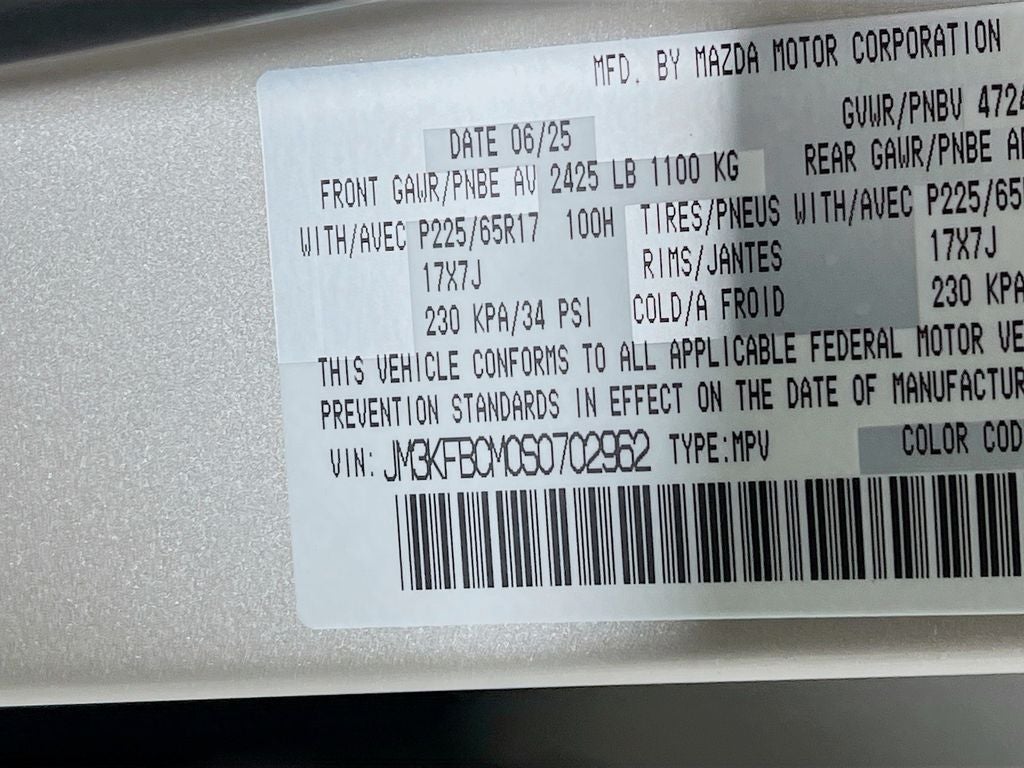 MFD. BY MAZDA MOTOR CORPORATION
DATE 06/25 GVWR/PNBV 4724
FRONT GAWR/PNBE AV 2425 LB 1100 KG REAR GAWR/PNBE
WITH/AVEC P225/65R17 100H TIRES/PNEUS WITH/AVEC P225/65
17X7J RIMS/JANTES 17X7J
230 KPA/34 PSI COLD/A FROID 230 KPA
THIS VEHICLE CONFORMS TO ALL APPLICABLE FEDERAL MOTOR VE
PREVENTION STANDARDS IN EFFECT ON THE DATE OF MANUFACTUR
VIN: JM3KFBCM0S0702962 TYPE:MPV COLOR COD